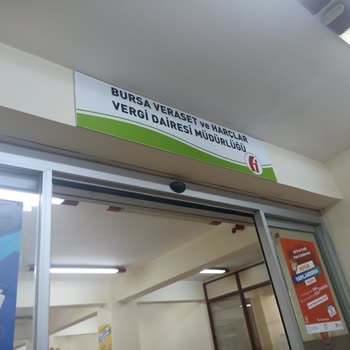 BURSA VERASET ve HARÇLAR
VERGİ DAİRESİ MÜDÜRLÜĞÜ